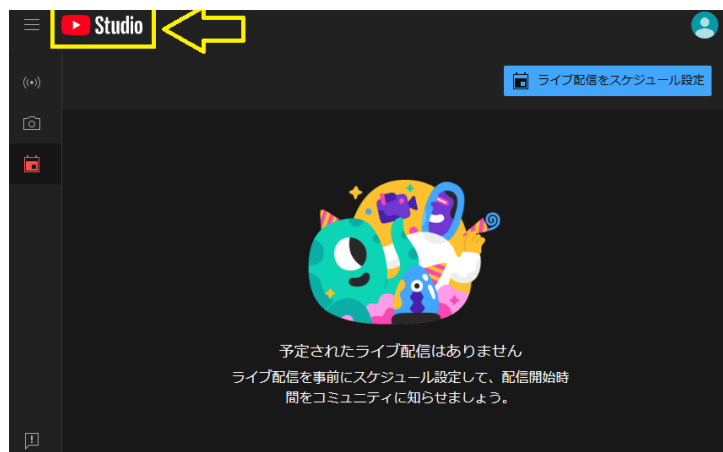 Studio
ライブ配信をスケジュール設定
予定されたライブ配信はありません
ライブ配信を事前にスケジュール設定して、配信開始時
間をコミュニティに知らせましょう。